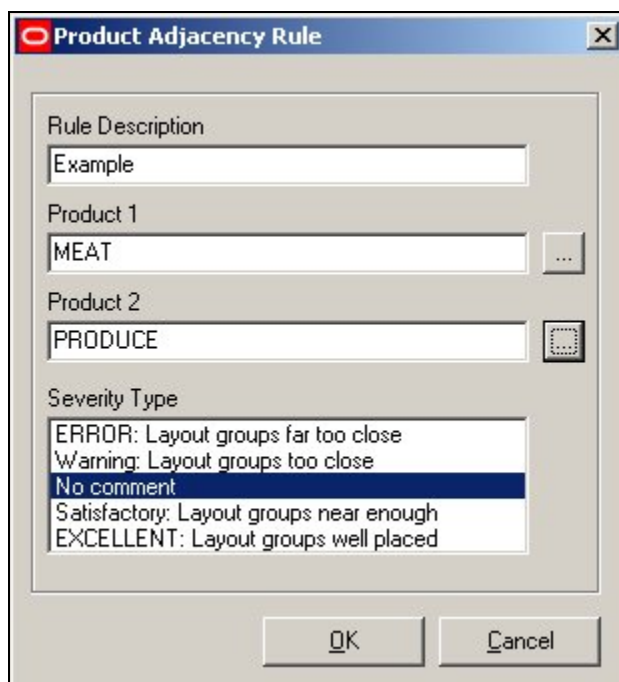 Product Adjacency Rule
Rule Description
Example
Product 1
MEAT
...
Product 2
PRODUCE
...
Severity Type
ERROR: Layout groups far too close
Warning: Layout groups too close
No comment
Satisfactory: Layout groups near enough
EXCELLENT: Layout groups well placed
OK Cancel